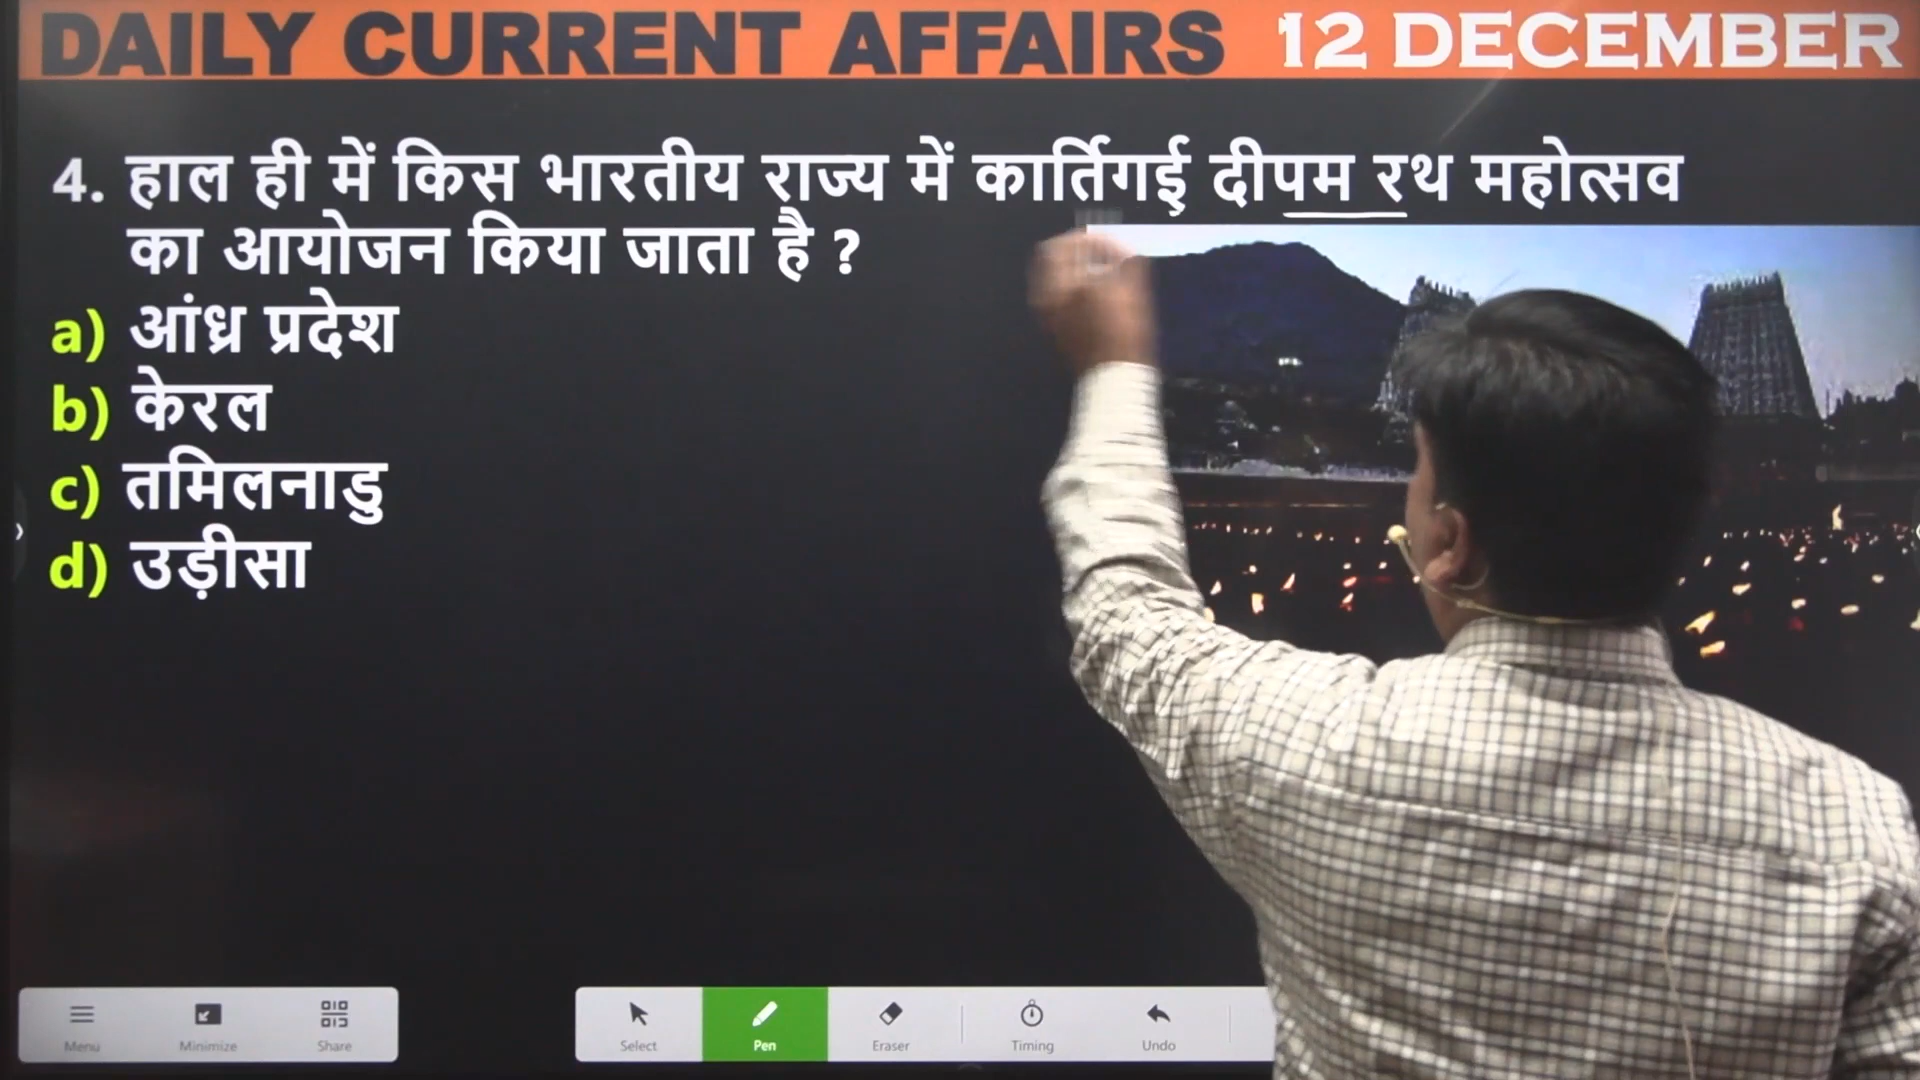 DAILY CURRENT AFFAIRS 12 DECEMBER
4. हाल ही में किस भारतीय राज्य में कार्तिगई दीपम रथ महोत्सव
का आयोजन किया जाता है ?
a) आंध्र प्रदेश
b) केरल
c) तमिलनाडु
d) उड़ीसा
Menu Minimize Share Select Pen Eraser Timing Undo